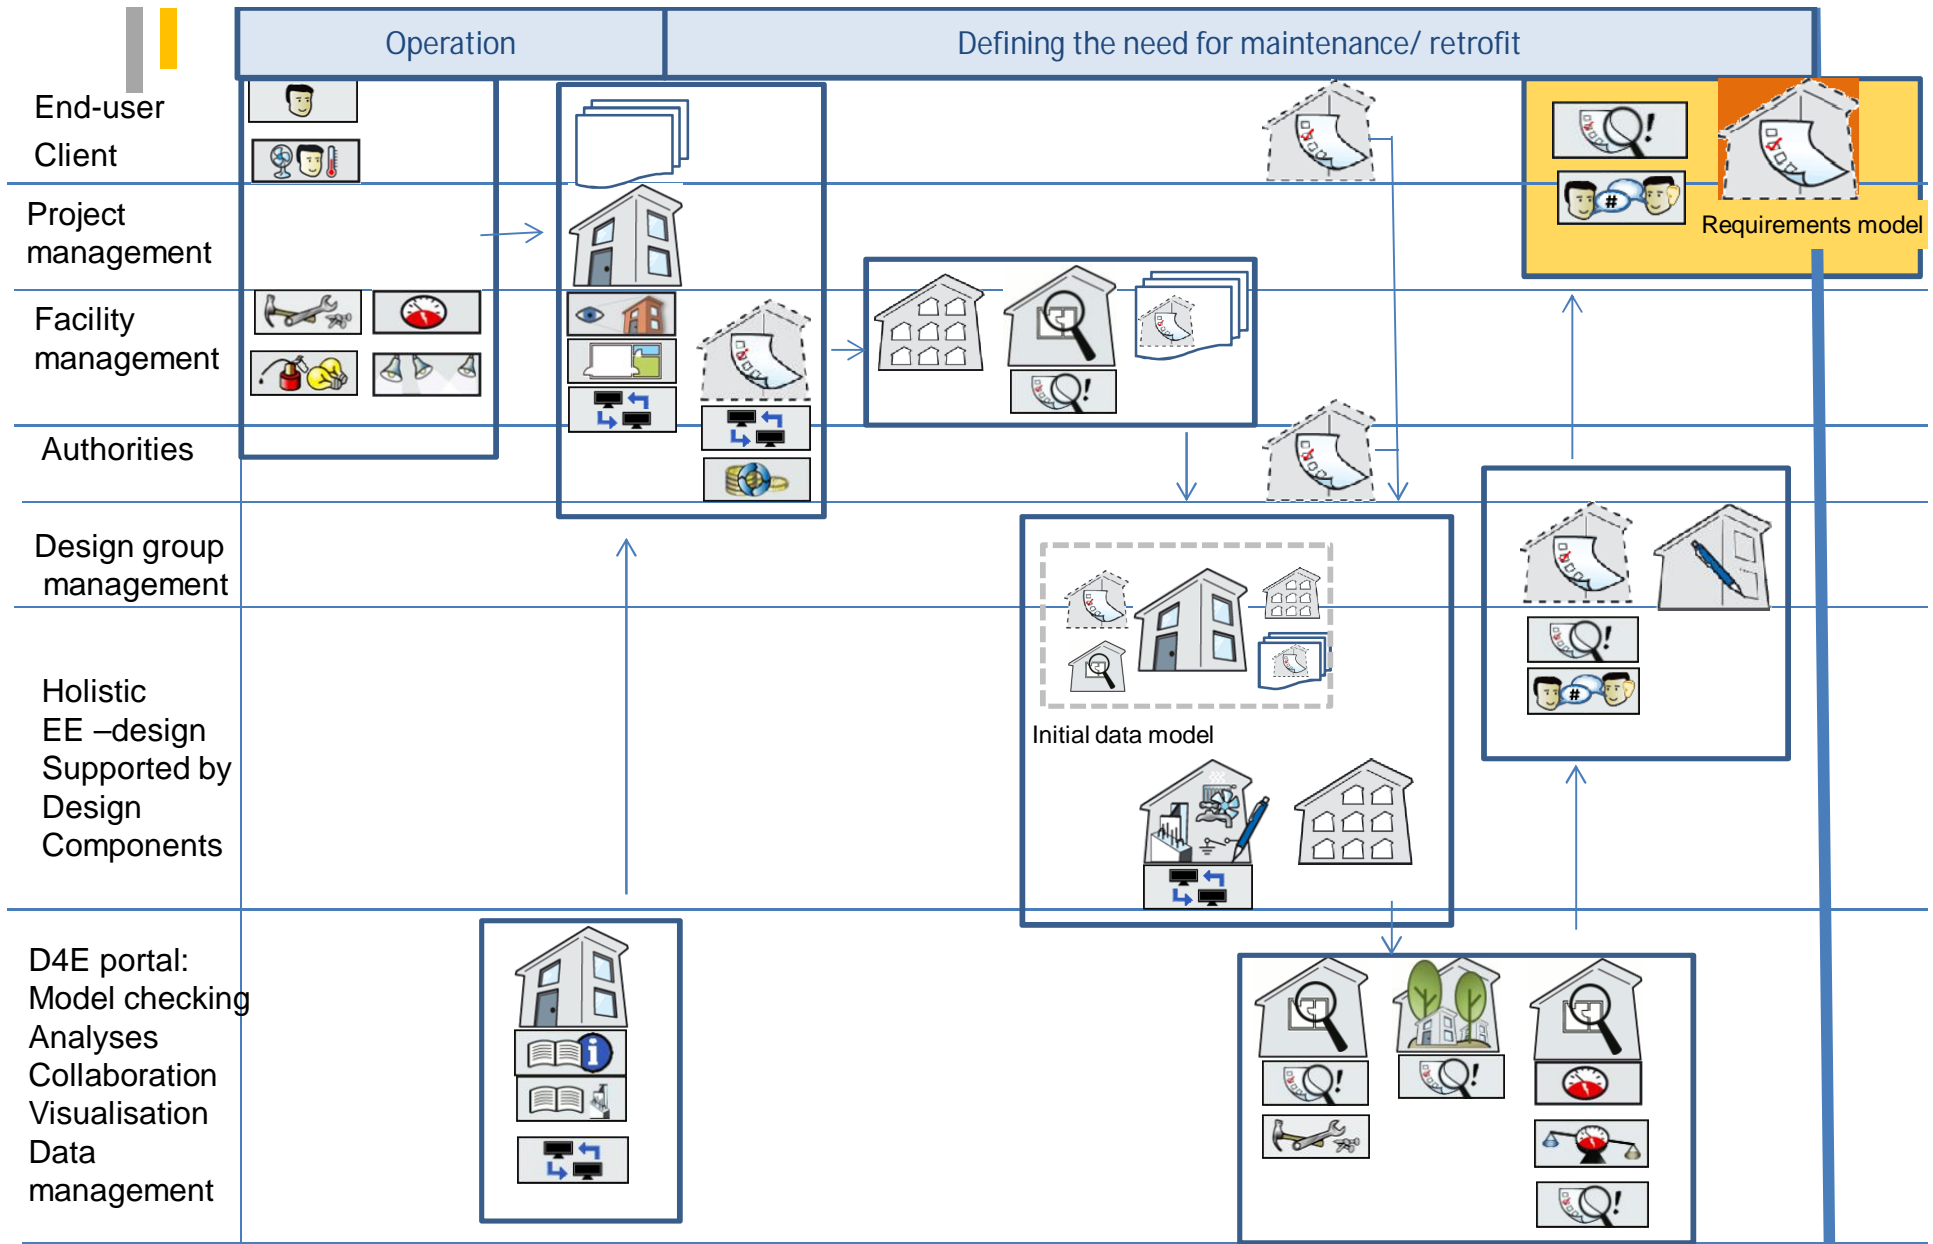 Operation
Defining the need for maintenance/ retrofit
End-user
Client
Project
management
Requirements model
Facility
management
Authorities
Design group
management
Holistic
EE –design
Supported by
Design
Components
Initial data model
D4E portal:
Model checking
Analyses
Collaboration
Visualisation
Data
management